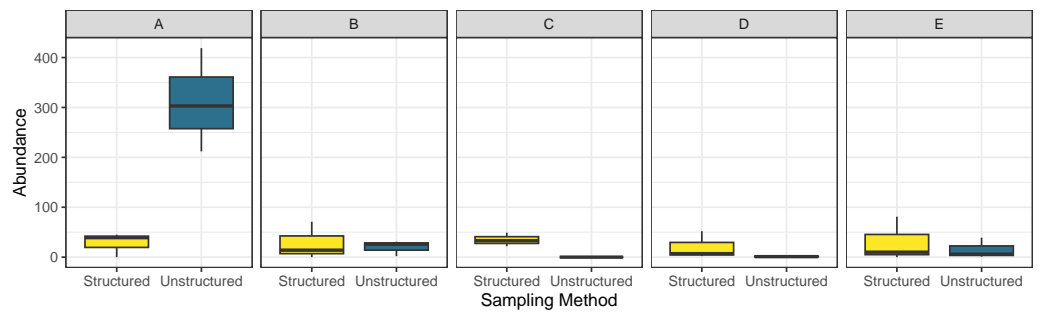 A B C D E
Abundance
400
300
200
100
0
Structured Unstructured Structured Unstructured Structured Unstructured Structured Unstructured Structured Unstructured
Sampling Method